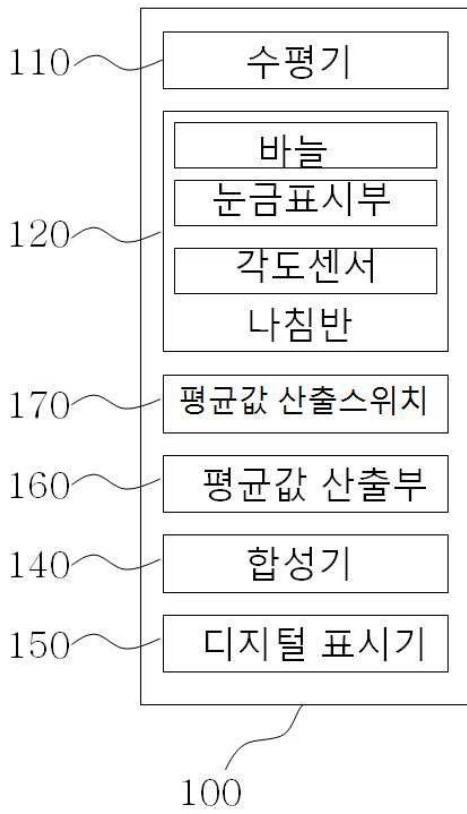 110
수평기
바늘
눈금표시부
120
각도센서
나침반
170
평균값 산출스위치
160
평균값 산출부
140
합성기
150
디지털 표시기
100